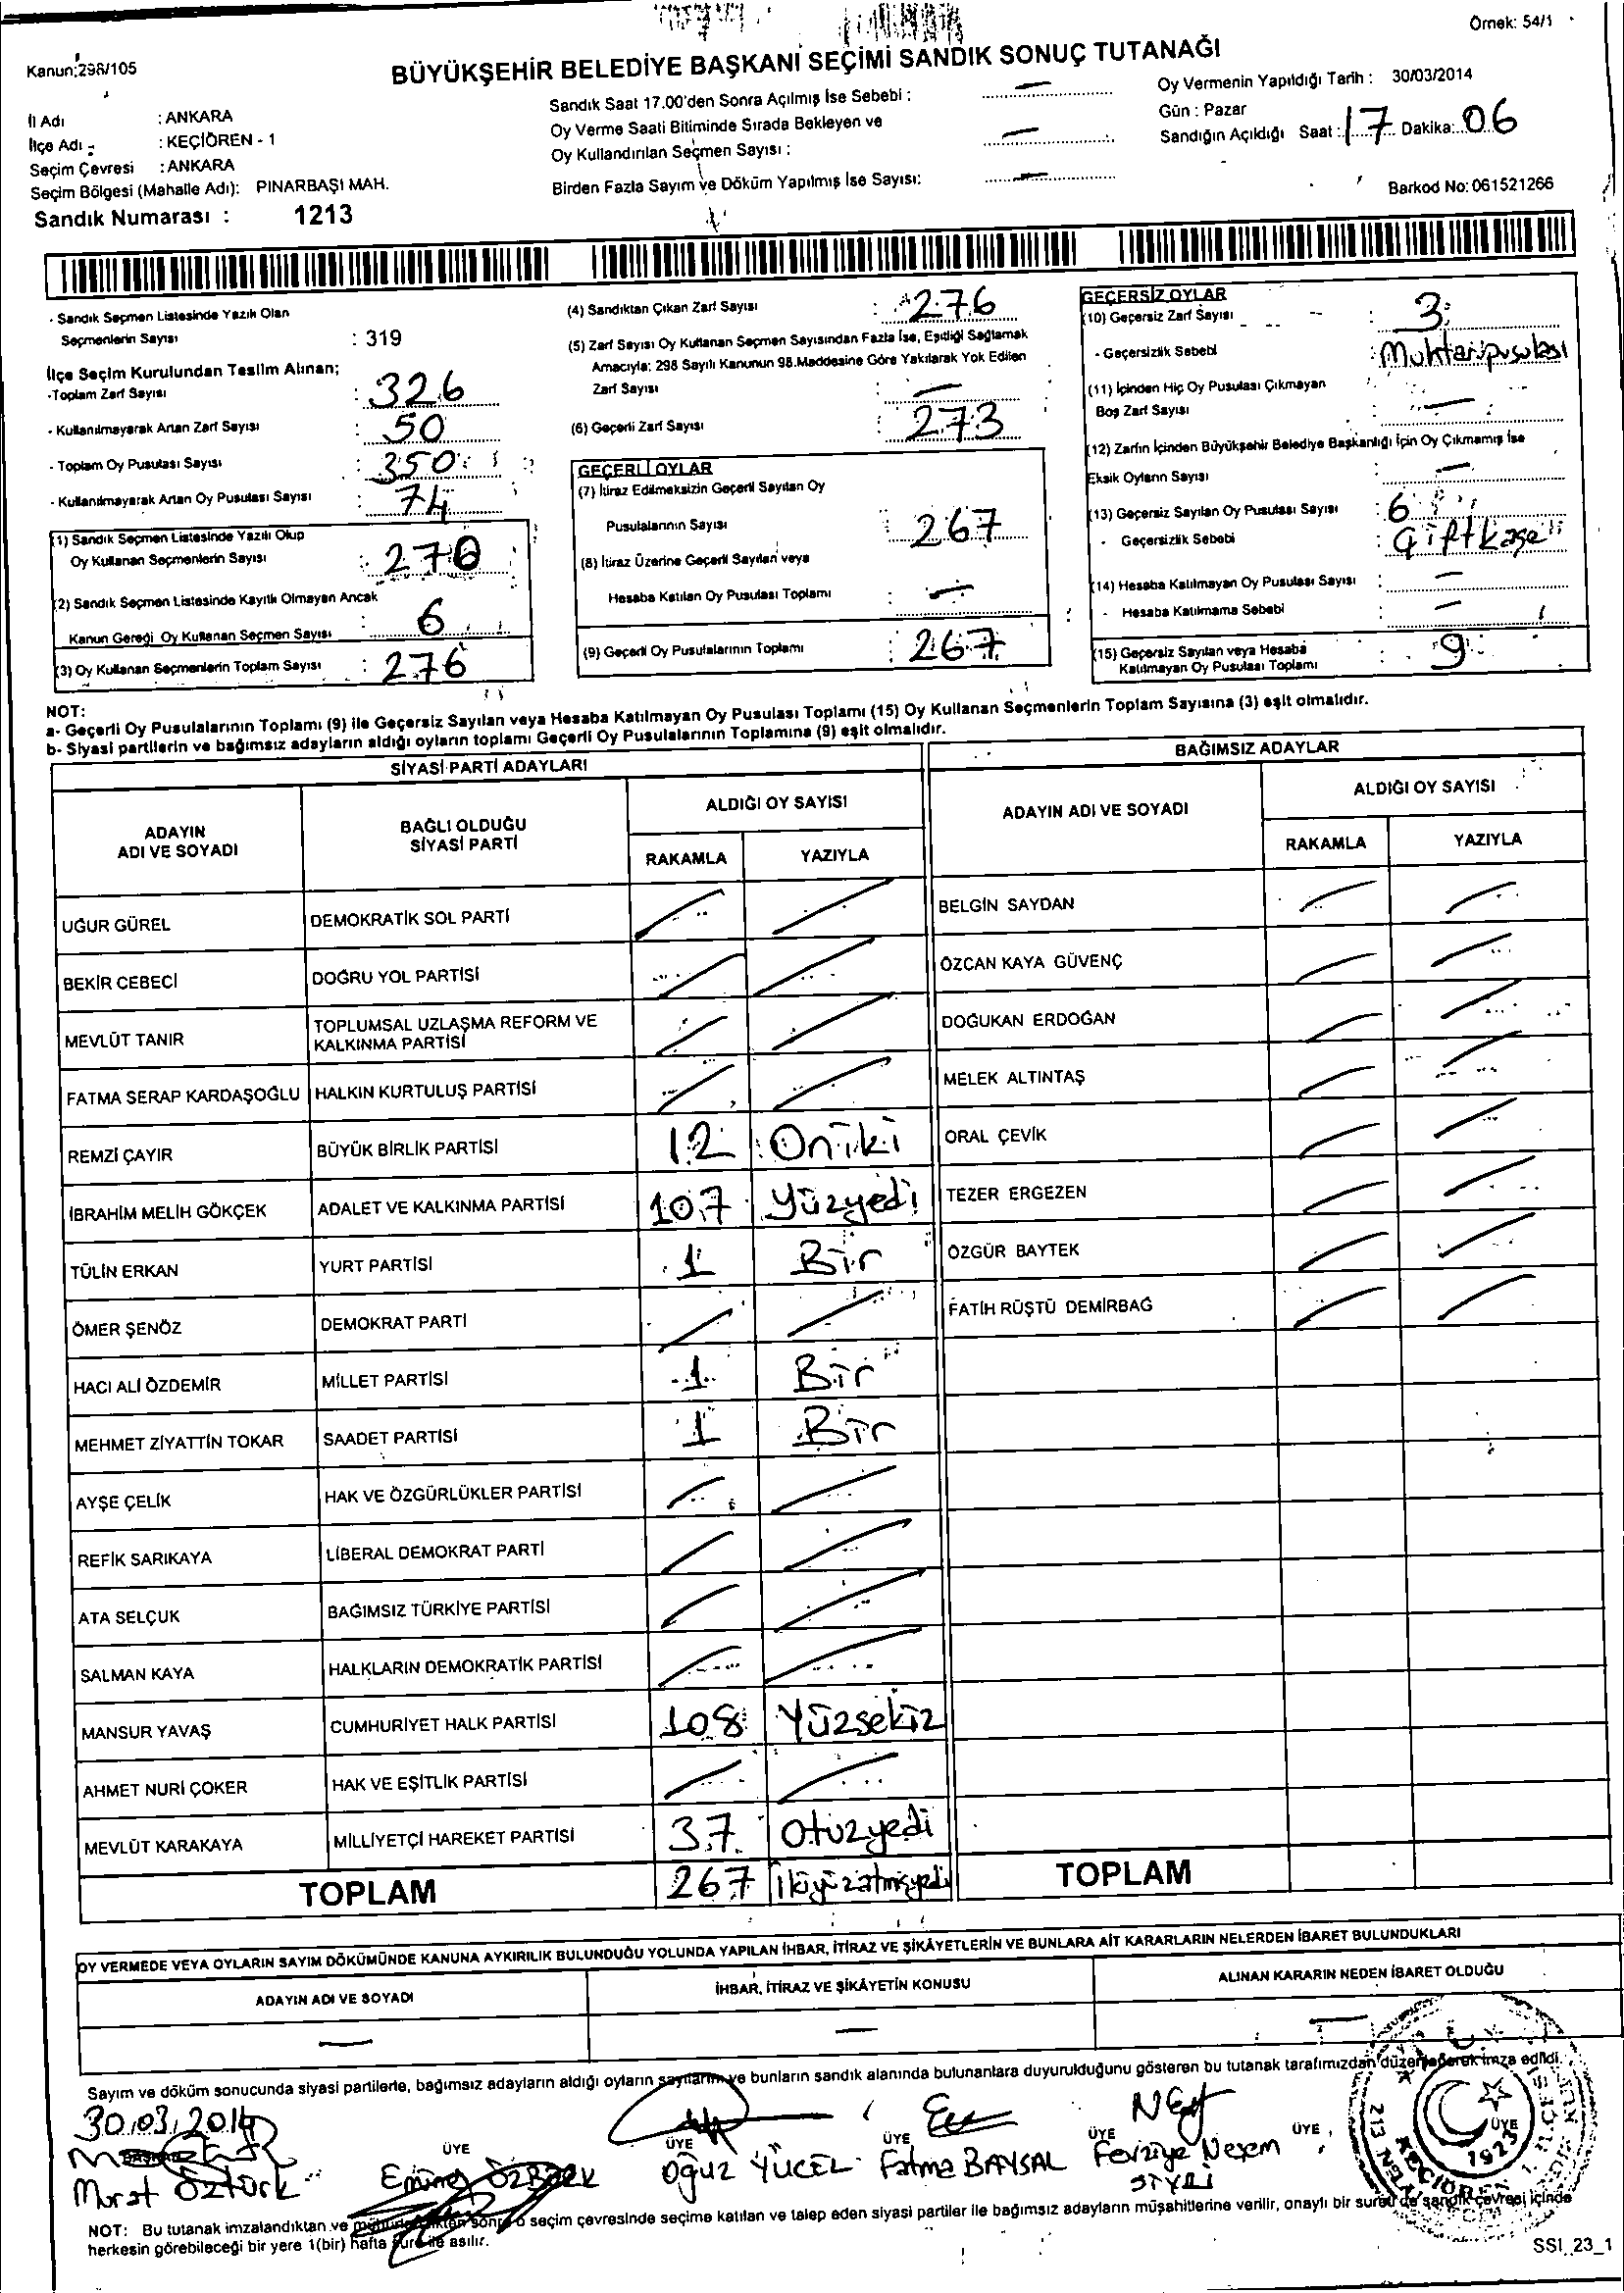 Örnek: 54/1
Kanun:298/105
BÜYÜKŞEHİR BELEDİYE BAŞKANI SEÇİMİ SANDIK SONUÇ TUTANAĞI
İl Adı : ANKARA
İlçe Adı : KEÇİÖREN - 1
Seçim Çevresi : ANKARA
Seçim Bölgesi (Mahalle Adı): PINARBAŞI MAH.
Sandık Numarası : 1213
Sandık Saat 17.00'den Sonra Açılmış İse Sebebi : —
Oy Verme Saati Bitiminde Sırada Bekleyen ve
Oy Kullandırılan Seçmen Sayısı : —
Birden Fazla Sayım ve Döküm Yapılmış İse Sayısı: —
Oy Vermenin Yapıldığı Tarih : 30/03/2014
Gün : Pazar
Sandığın Açıldığı Saat : 17 Dakika: 06
Barkod No: 061521266
- Sandık Seçmen Listesinde Yazılı Olan
Seçmenlerin Sayısı : 319
İlçe Seçim Kurulundan Teslim Alınan;
-Toplam Zarf Sayısı : 326
- Kullanılmayarak Artan Zarf Sayısı : 50
- Toplam Oy Pusulası Sayısı : 350
- Kullanılmayarak Artan Oy Pusulası Sayısı : 74
(1) Sandık Seçmen Listesinde Yazılı Olup
Oy Kullanan Seçmenlerin Sayısı : 270
(2) Sandık Seçmen Listesinde Kayıtlı Olmayan Ancak
Kanun Gereği Oy Kullanan Seçmen Sayısı : 6
(3) Oy Kullanan Seçmenlerin Toplam Sayısı : 276
(4) Sandıktan Çıkan Zarf Sayısı : 276
(5) Zarf Sayısı Oy Kullanan Seçmen Sayısından Fazla İse, Eşitliği Sağlamak
Amacıyla; 298 Sayılı Kanunun 98.Maddesine Göre Yakılarak Yok Edilen
Zarf Sayısı : —
(6) Geçerli Zarf Sayısı : 273
GEÇERLİ OYLAR
(7) İtiraz Edilmeksizin Geçerli Sayılan Oy
Pusulalarının Sayısı : 267
(8) İtiraz Üzerine Geçerli Sayılan veya
Hesaba Katılan Oy Pusulası Toplamı : —
(9) Geçerli Oy Pusulalarının Toplamı : 267
GEÇERSİZ OYLAR
(10) Geçersiz Zarf Sayısı : 3
- Geçersizlik Sebebi : Muhtar pusulası
(11) İçinden Hiç Oy Pusulası Çıkmayan
Boş Zarf Sayısı : —
(12) Zarfın İçinden Büyükşehir Belediye Başkanlığı İçin Oy Çıkmamış İse
Eksik Oyların Sayısı : —
(13) Geçersiz Sayılan Oy Pusulası Sayısı : 6
- Geçersizlik Sebebi : Çift kaşeli
(14) Hesaba Katılmayan Oy Pusulası Sayısı : —
- Hesaba Katılmama Sebebi : —
(15) Geçersiz Sayılan veya Hesaba
Katılmayan Oy Pusulası Toplamı : 9
NOT:
a- Geçerli Oy Pusulalarının Toplamı (9) ile Geçersiz Sayılan veya Hesaba Katılmayan Oy Pusulası Toplamı (15) Oy Kullanan Seçmenlerin Toplam Sayısına (3) eşit olmalıdır.
b- Siyasi partilerin ve bağımsız adayların aldığı oyların toplamı Geçerli Oy Pusulalarının Toplamına (9) eşit olmalıdır.
SİYASİ PARTİ ADAYLARI
ADAYIN ADI VE SOYADI BAĞLI OLDUĞU SİYASİ PARTİ ALDIĞI OY SAYISI
RAKAMLA YAZIYLA
UĞUR GÜREL DEMOKRATİK SOL PARTİ
BEKİR CEBECİ DOĞRU YOL PARTİSİ
MEVLÜT TANIR TOPLUMSAL UZLAŞMA REFORM VE KALKINMA PARTİSİ
FATMA SERAP KARDAŞOĞLU HALKIN KURTULUŞ PARTİSİ
REMZİ ÇAYIR BÜYÜK BİRLİK PARTİSİ 12 Oniki
İBRAHİM MELİH GÖKÇEK ADALET VE KALKINMA PARTİSİ 107 Yüzyedi
TÜLİN ERKAN YURT PARTİSİ 1 Bir
ÖMER ŞENÖZ DEMOKRAT PARTİ
HACI ALİ ÖZDEMİR MİLLET PARTİSİ 1 Bir
MEHMET ZİYATTİN TOKAR SAADET PARTİSİ 1 Bir
AYŞE ÇELİK HAK VE ÖZGÜRLÜKLER PARTİSİ
REFİK SARIKAYA LİBERAL DEMOKRAT PARTİ
ATA SELÇUK BAĞIMSIZ TÜRKİYE PARTİSİ
SALMAN KAYA HALKLARIN DEMOKRATİK PARTİSİ
MANSUR YAVAŞ CUMHURİYET HALK PARTİSİ 108 Yüzsekiz
AHMET NURİ ÇOKER HAK VE EŞİTLİK PARTİSİ
MEVLÜT KARAKAYA MİLLİYETÇİ HAREKET PARTİSİ 37 Otuzyedi
TOPLAM 267 İkiyüzatmışyedi
BAĞIMSIZ ADAYLAR
ADAYIN ADI VE SOYADI ALDIĞI OY SAYISI
RAKAMLA YAZIYLA
BELGİN SAYDAN
ÖZCAN KAYA GÜVENÇ
DOĞUKAN ERDOĞAN
MELEK ALTINTAŞ
ORAL ÇEVİK
TEZER ERGEZEN
ÖZGÜR BAYTEK
FATİH RÜŞTÜ DEMİRBAĞ
TOPLAM
OY VERMEDE VEYA OYLARIN SAYIM DÖKÜMÜNDE KANUNA AYKIRILIK BULUNDUĞU YOLUNDA YAPILAN İHBAR, İTİRAZ VE ŞİKÂYETLERİN VE BUNLARA AİT KARARLARIN NELERDEN İBARET BULUNDUKLARI
ADAYIN ADI VE SOYADI İHBAR, İTİRAZ VE ŞİKÂYETİN KONUSU ALINAN KARARIN NEDEN İBARET OLDUĞU
— — —
Sayım ve döküm sonucunda siyasi partilerle, bağımsız adayların aldığı oyların sayılarını ve bunların sandık alanında bulunanlara duyurulduğunu gösteren bu tutanak tarafımızdan düzenlenerek imza edildi.
30.03.2014
BAŞKAN ÜYE ÜYE ÜYE ÜYE ÜYE ÜYE
Murat Öztürk Emine Oğuz YÜCEL Fatma BAYSAL Fevziye Neşem
1923 KEÇİÖREN
NOT: Bu tutanak imzalandıktan ve mühürlendikten sonra o seçim çevresinde seçime katılan ve talep eden siyasi partiler ile bağımsız adayların müşahitlerine verilir, onaylı bir sureti de sandık çevresi içinde
herkesin görebileceği bir yere 1(bir) hafta süre ile asılır.
SSI_23_1